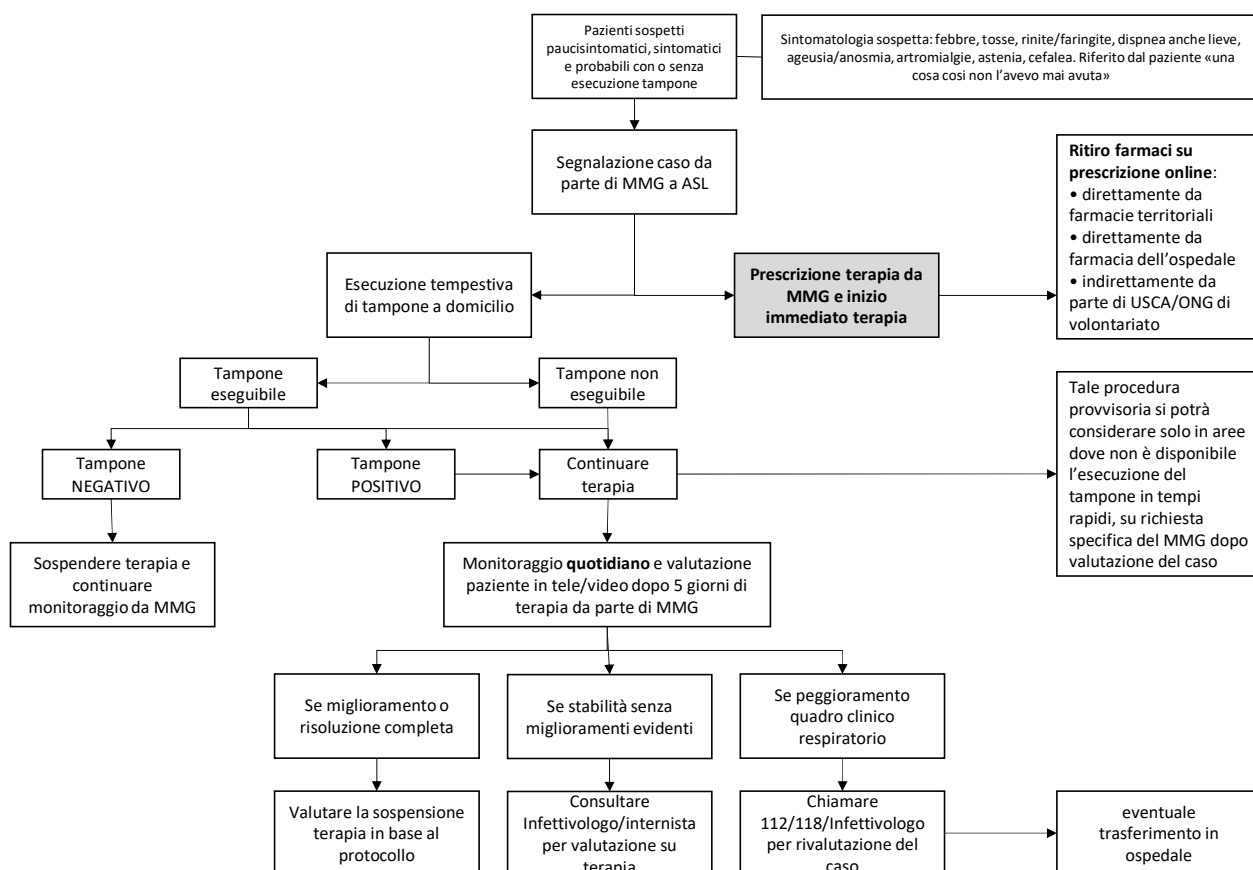 Pazienti sospetti
paucisintomatici, sintomatici
e probabili con o senza
esecuzione tampone
Sintomatologia sospetta: febbre, tosse, rinite/faringite, dispnea anche lieve,
ageusia/anosmia, artromialgie, astenia, cefalea. Riferito dal paziente «una
cosa cosi non l'avevo mai avuta»
Segnalazione caso da
parte di MMG a ASL
Ritiro farmaci su
prescrizione online:
• direttamente da
farmacie territoriali
• direttamente da
farmacia dell'ospedale
• indirettamente da
parte di USCA/ONG di
volontariato
Esecuzione tempestiva
di tampone a domicilio
Prescrizione terapia da
MMG e inizio
immediato terapia
Tampone
eseguibile
Tampone non
eseguibile
Tale procedura
provvisoria si potrà
considerare solo in aree
dove non è disponibile
l'esecuzione del
tampone in tempi
rapidi, su richiesta
specifica del MMG dopo
valutazione del caso
Tampone
NEGATIVO
Tampone
POSITIVO
Continuare
terapia
Sospendere terapia e
continuare
monitoraggio da MMG
Monitoraggio quotidiano e valutazione
paziente in tele/video dopo 5 giorni di
terapia da parte di MMG
Se miglioramento o
risoluzione completa
Se stabilità senza
miglioramenti evidenti
Se peggioramento
quadro clinico
respiratorio
Valutare la sospensione
terapia in base al
protocollo
Consultare
Infettivologo/internista
per valutazione su
terapia
Chiamare
112/118/Infettivologo
per rivalutazione del
caso
eventuale
trasferimento in
ospedale